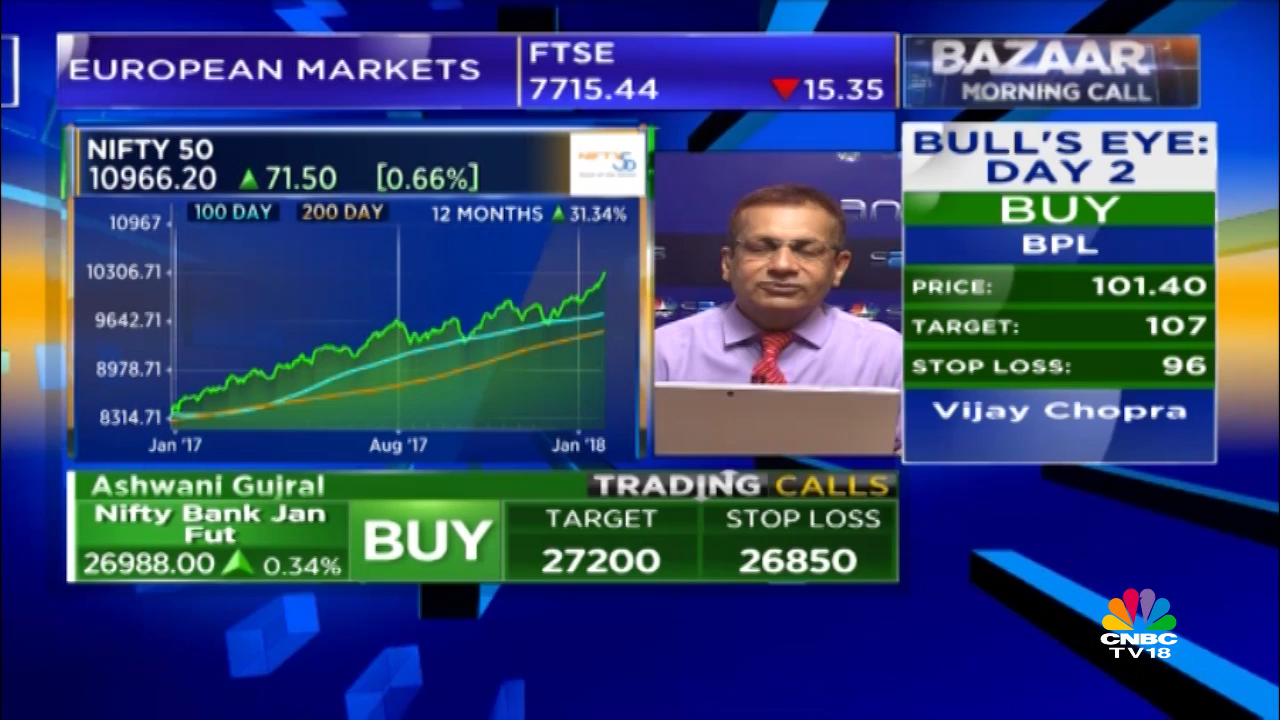 EUROPEAN MARKETS
FTSE
7715.44 ▼15.35
BAZAAR
MORNING CALL
NIFTY 50
10966.20 ▲71.50 [0.66%]
100 DAY 200 DAY 12 MONTHS ▲31.34%
10967
10306.71
9642.71
8978.71
8314.71
Jan '17 Aug '17 Jan '18
BULL'S EYE:
DAY 2
BUY
BPL
PRICE: 101.40
TARGET: 107
STOP LOSS: 96
Vijay Chopra
Ashwani Gujral
TRADING CALLS
Nifty Bank Jan
Fut
26988.00 ▲ 0.34%
BUY
TARGET
27200
STOP LOSS
26850
CNBC
TV18